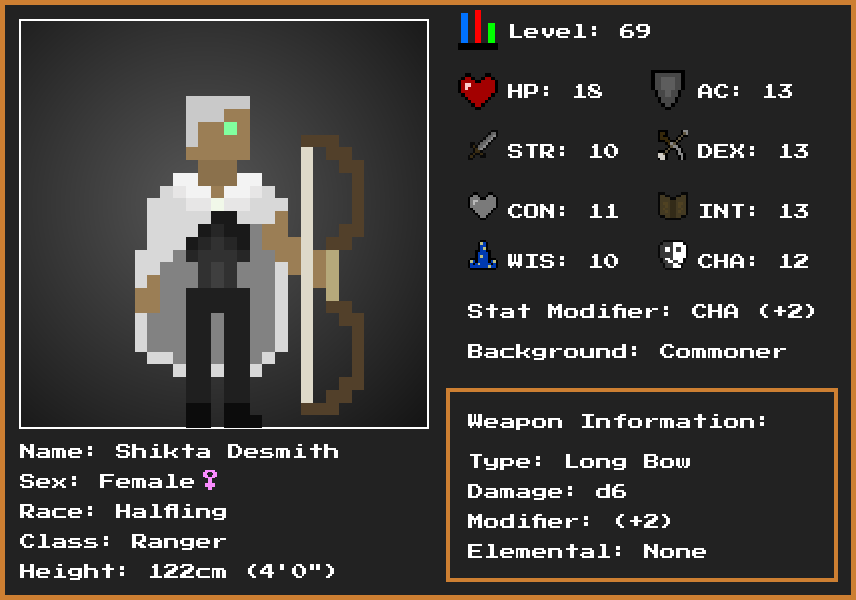 Level: 69
HP: 18
AC: 13
STR: 10
DEX: 13
CON: 11
INT: 13
WIS: 10
CHA: 12
Stat Modifier: CHA (+2)
Background: Commoner
Weapon Information:
Type: Long Bow
Damage: d6
Modifier: (+2)
Elemental: None
Name: Shikta Desmith
Sex: Female♀
Race: Halfling
Class: Ranger
Height: 122cm (4'0")